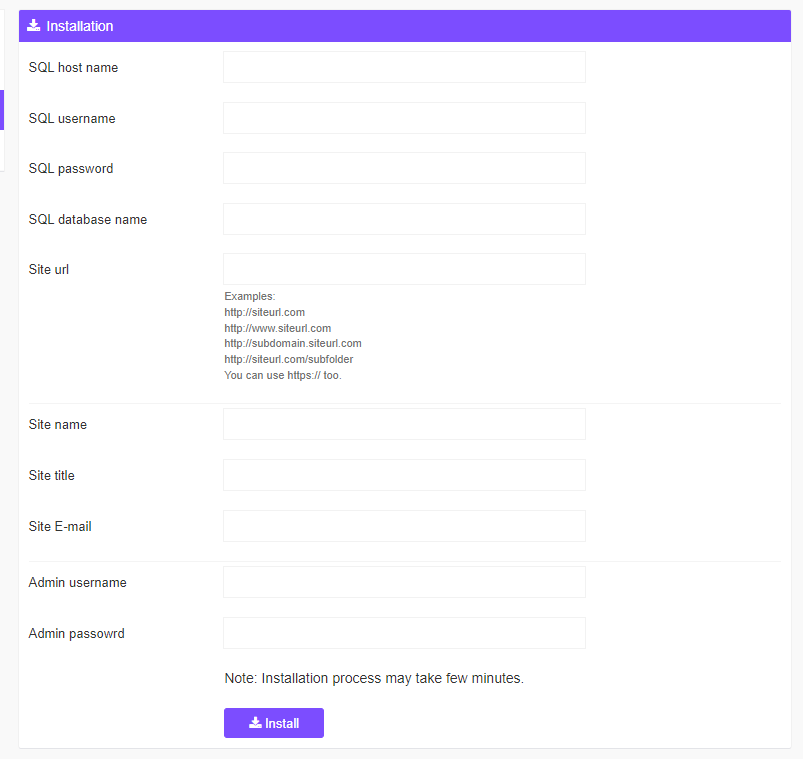 Installation
SQL host name
SQL username
SQL password
SQL database name
Site url
Examples:
http://siteurl.com
http://www.siteurl.com
http://subdomain.siteurl.com
http://siteurl.com/subfolder
You can use https:// too.
Site name
Site title
Site E-mail
Admin username
Admin passowrd
Note: Installation process may take few minutes.
Install